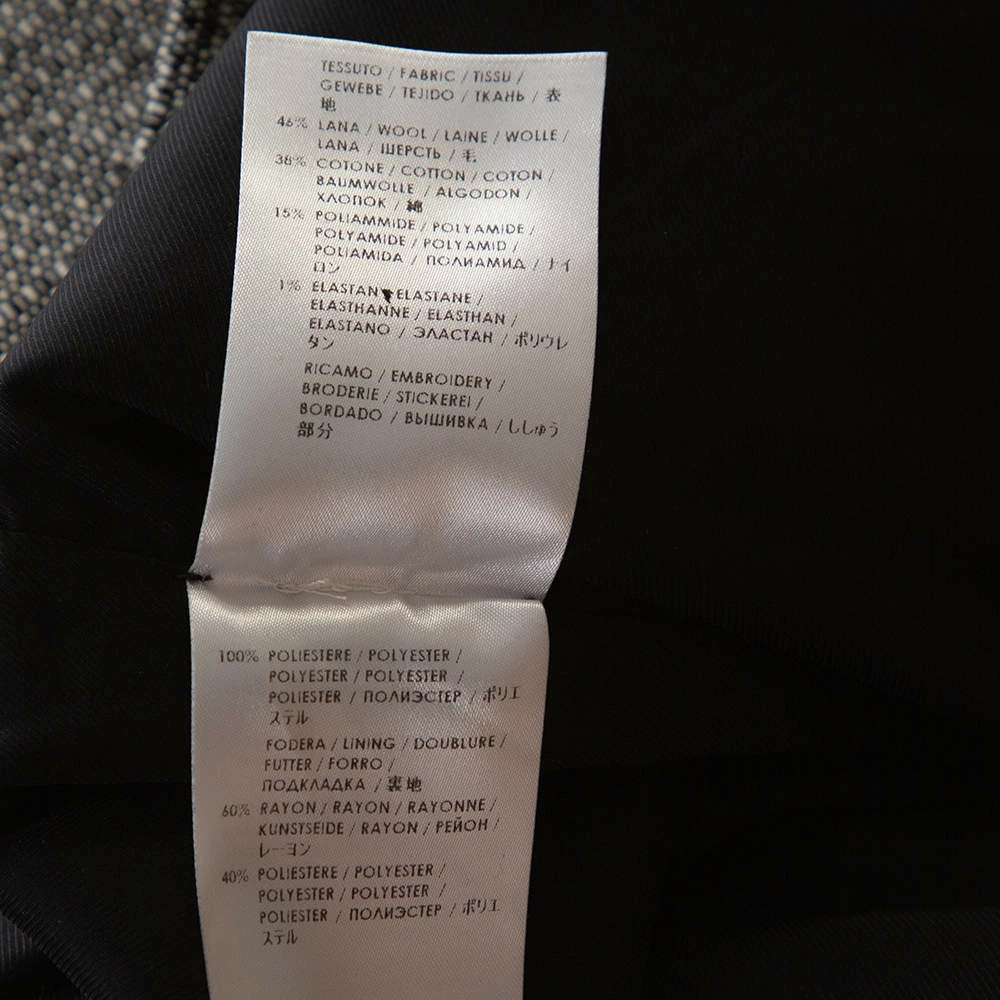 TESSUTO / FABRIC / TISSU /
GEWEBE / TEJIDO / ТКАНЬ / 表
地
46% LANA / WOOL / LAINE / WOLLE /
LANA / ШЕРСТЬ / 毛
38% COTONE / COTTON / COTON /
BAUMWOLLE / ALGODON /
ХЛОПОК / 綿
15% POLIAMMIDE / POLYAMIDE /
POLYAMIDE / POLYAMID /
POLIAMIDA / ПОЛИАМИД / ナイ
ロン
1% ELASTAN ELASTANE /
ELASTHANNE / ELASTHAN /
ELASTANO / ЭЛАСТАН / ポリウレ
タン
RICAMO / EMBROIDERY /
BRODERIE / STICKEREI /
BORDADO / ВЫШИВКА / ししゅう
部分
100% POLIESTERE / POLYESTER /
POLYESTER / POLYESTER /
POLIESTER / ПОЛИЭСТЕР / ポリエ
ステル
FODERA / LINING / DOUBLURE /
FUTTER / FORRO /
ПОДКЛАДКА / 裏地
60% RAYON / RAYON / RAYONNE /
KUNSTSEIDE / RAYON / РЕЙОН /
レーヨン
40% POLIESTERE / POLYESTER /
POLYESTER / POLYESTER /
POLIESTER / ПОЛИЭСТЕР / ポリエ
ステル